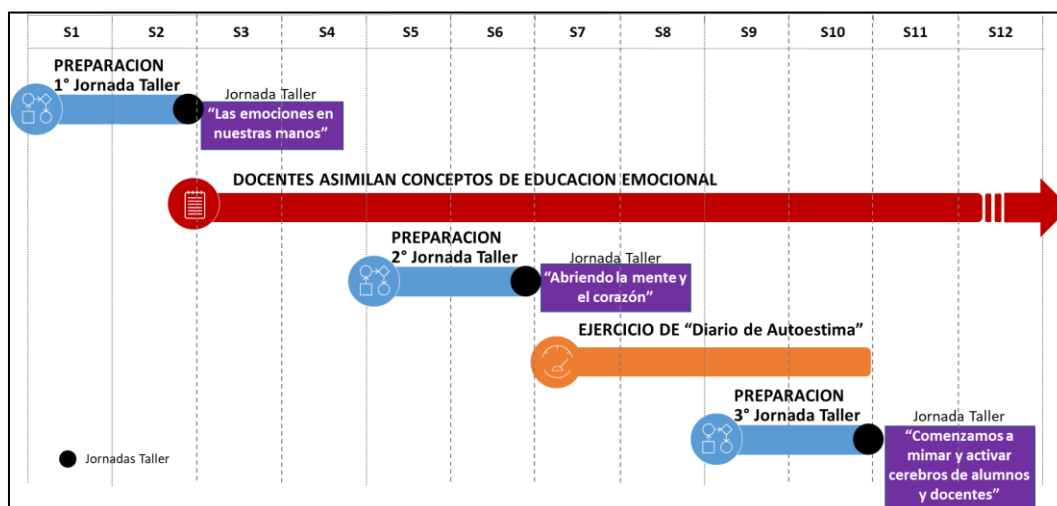 S1 S2 S3 S4 S5 S6 S7 S8 S9 S10 S11 S12
PREPARACION
1° Jornada Taller
Jornada Taller
“Las emociones en
nuestras manos”
DOCENTES ASIMILAN CONCEPTOS DE EDUCACION EMOCIONAL
PREPARACION
2° Jornada Taller
Jornada Taller
“Abriendo la mente y
el corazón”
EJERCICIO DE “Diario de Autoestima”
PREPARACION
3° Jornada Taller
Jornada Taller
“Comenzamos a
mimar y activar
cerebros de alumnos
y docentes”
Jornadas Taller